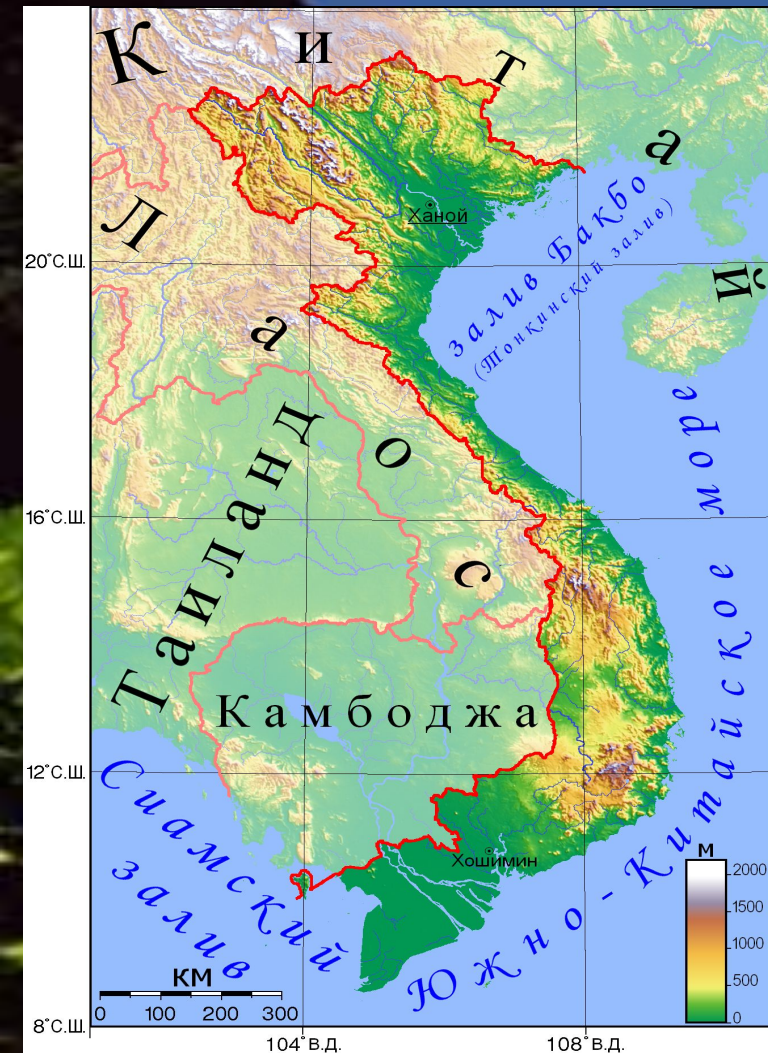 Китай
Лаос
Таиланд
Камбоджа
Ханой
Хошимин
залив Бакбо
(Тонкинский залив)
Южно-Китайское море
Сиамский
залив
20°С.Ш.
16°С.Ш.
12°С.Ш.
8°С.Ш.
104°В.Д.
108°В.Д.
КМ
0 100 200 300
М
2000
1500
1000
500
0